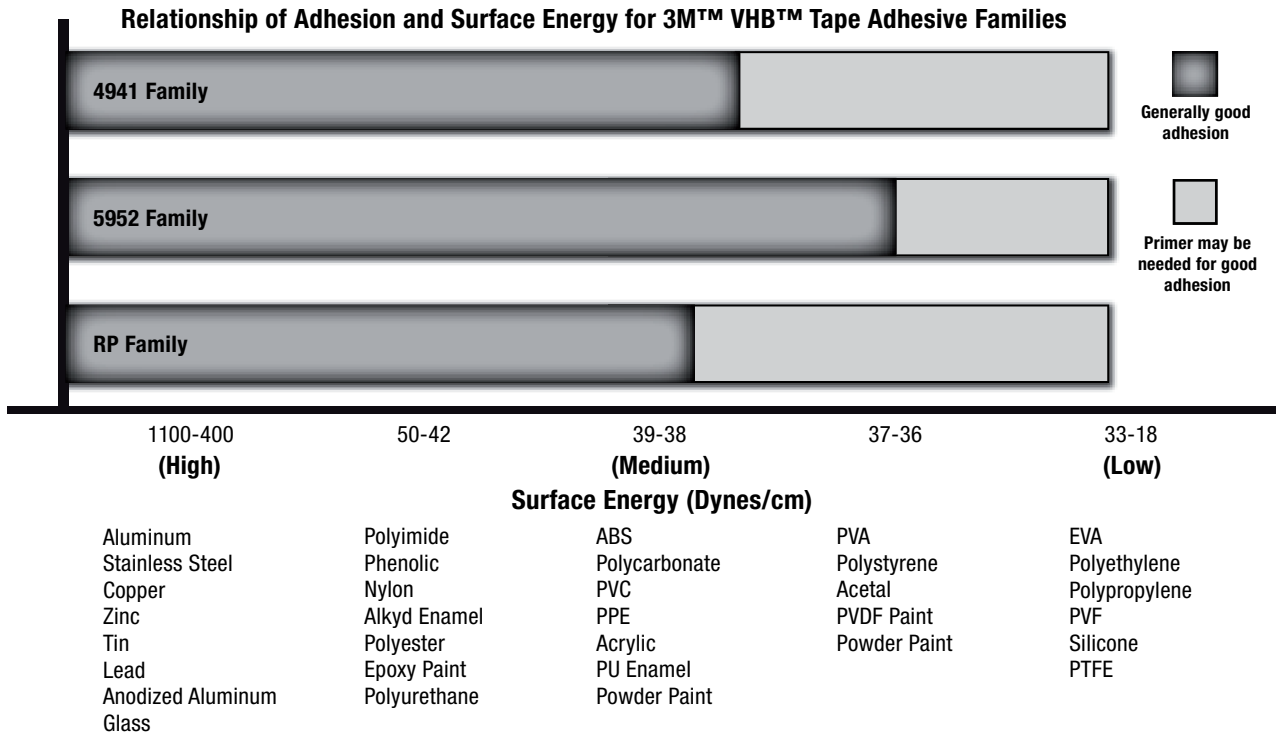 Relationship of Adhesion and Surface Energy for 3M™ VHB™ Tape Adhesive Families
4941 Family
Generally good
adhesion
5952 Family
Primer may be
needed for good
adhesion
RP Family
1100-400
50-42
39-38
37-36
33-18
(High)
(Medium)
(Low)
Surface Energy (Dynes/cm)
Aluminum
Stainless Steel
Copper
Zinc
Tin
Lead
Anodized Aluminum
Glass
Polyimide
Phenolic
Nylon
Alkyd Enamel
Polyester
Epoxy Paint
Polyurethane
ABS
Polycarbonate
PVC
PPE
Acrylic
PU Enamel
Powder Paint
PVA
Polystyrene
Acetal
PVDF Paint
Powder Paint
EVA
Polyethylene
Polypropylene
PVF
Silicone
PTFE